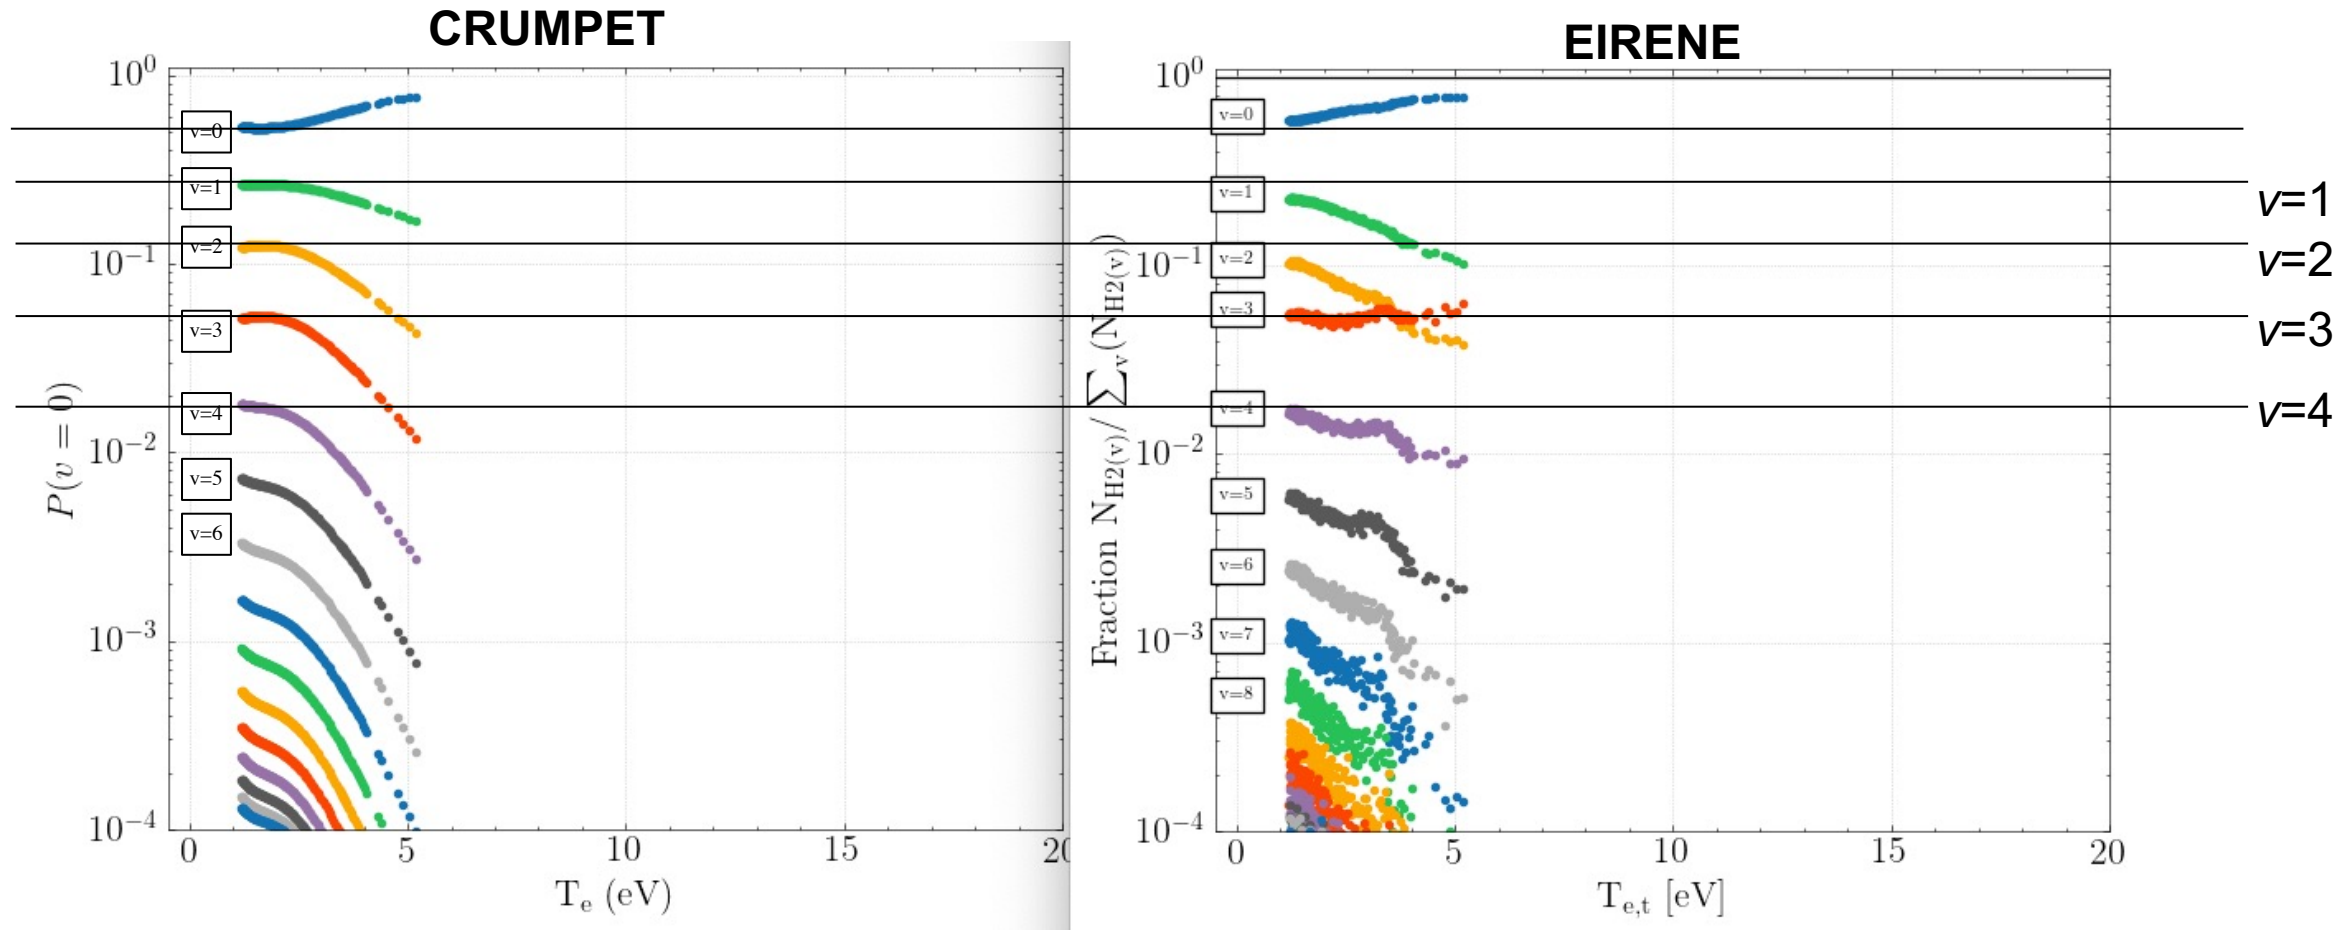 CRUMPET
10^0
v=0
v=1
v=2
10^-1
v=3
v=4
10^-2
v=5
v=6
10^-3
10^-4
P(v = 0)
0 5 10 15 20
T_e (eV)
EIRENE
10^0
v=0
v=1
v=2
10^-1
v=3
v=4
10^-2
v=5
v=6
v=7
10^-3
v=8
10^-4
Fraction N_H2(v)/ ∑_v(N_H2(v))
0 5 10 15 20
T_e,t [eV]
v=1
v=2
v=3
v=4